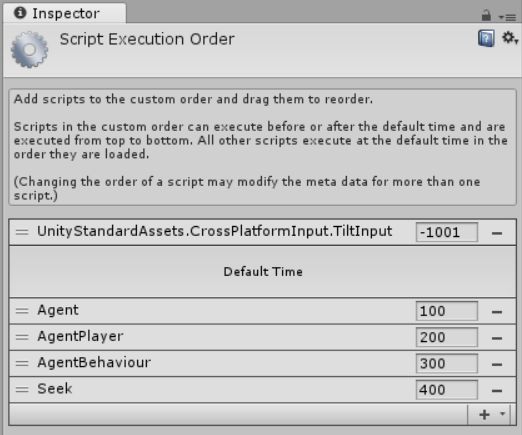 Inspector
Script Execution Order
Add scripts to the custom order and drag them to reorder.
Scripts in the custom order can execute before or after the default time and are
executed from top to bottom. All other scripts execute at the default time in the
order they are loaded.
(Changing the order of a script may modify the meta data for more than one
script.)
UnityStandardAssets.CrossPlatformInput.TiltInput -1001
Default Time
Agent 100
AgentPlayer 200
AgentBehaviour 300
Seek 400